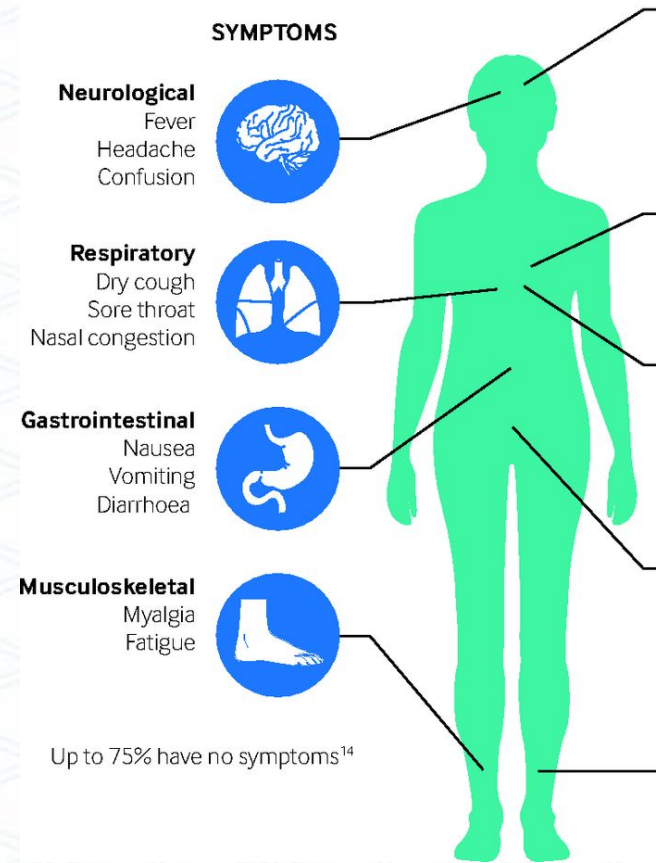 SYMPTOMS
Neurological
Fever
Headache
Confusion
Respiratory
Dry cough
Sore throat
Nasal congestion
Gastrointestinal
Nausea
Vomiting
Diarrhoea
Musculoskeletal
Myalgia
Fatigue
Up to 75% have no symptoms¹⁴